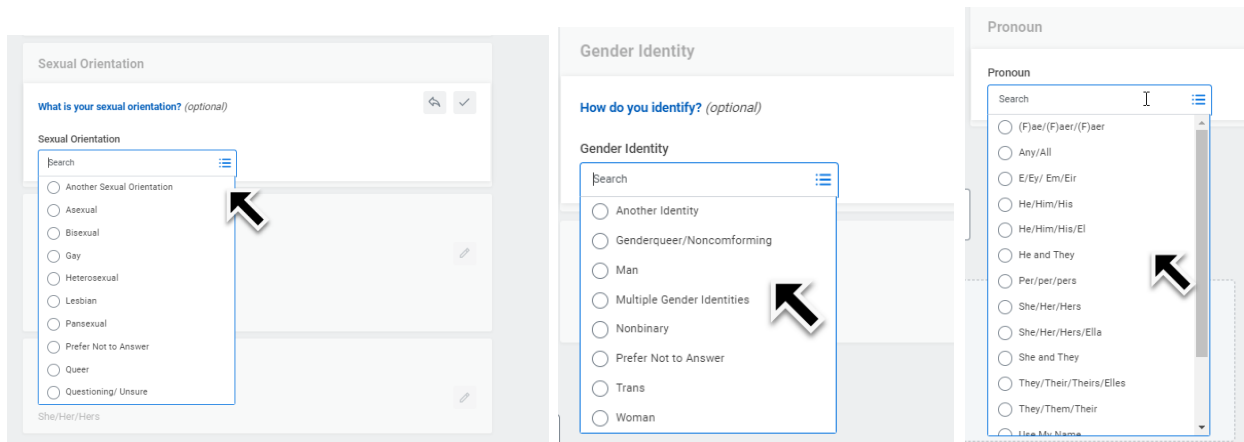 Sexual Orientation
What is your sexual orientation? (optional)
Sexual Orientation
Search
Another Sexual Orientation
Asexual
Bisexual
Gay
Heterosexual
Lesbian
Pansexual
Prefer Not to Answer
Queer
Questioning/ Unsure
She/Her/Hers
Gender Identity
How do you identify? (optional)
Gender Identity
Search
Another Identity
Genderqueer/Noncomforming
Man
Multiple Gender Identities
Nonbinary
Prefer Not to Answer
Trans
Woman
Pronoun
Pronoun
Search
(F)ae/(F)aer/(F)aer
Any/All
E/Ey/ Em/Eir
He/Him/His
He/Him/His/El
He and They
Per/per/pers
She/Her/Hers
She/Her/Hers/Ella
She and They
They/Their/Theirs/Elles
They/Them/Their
Use My Name